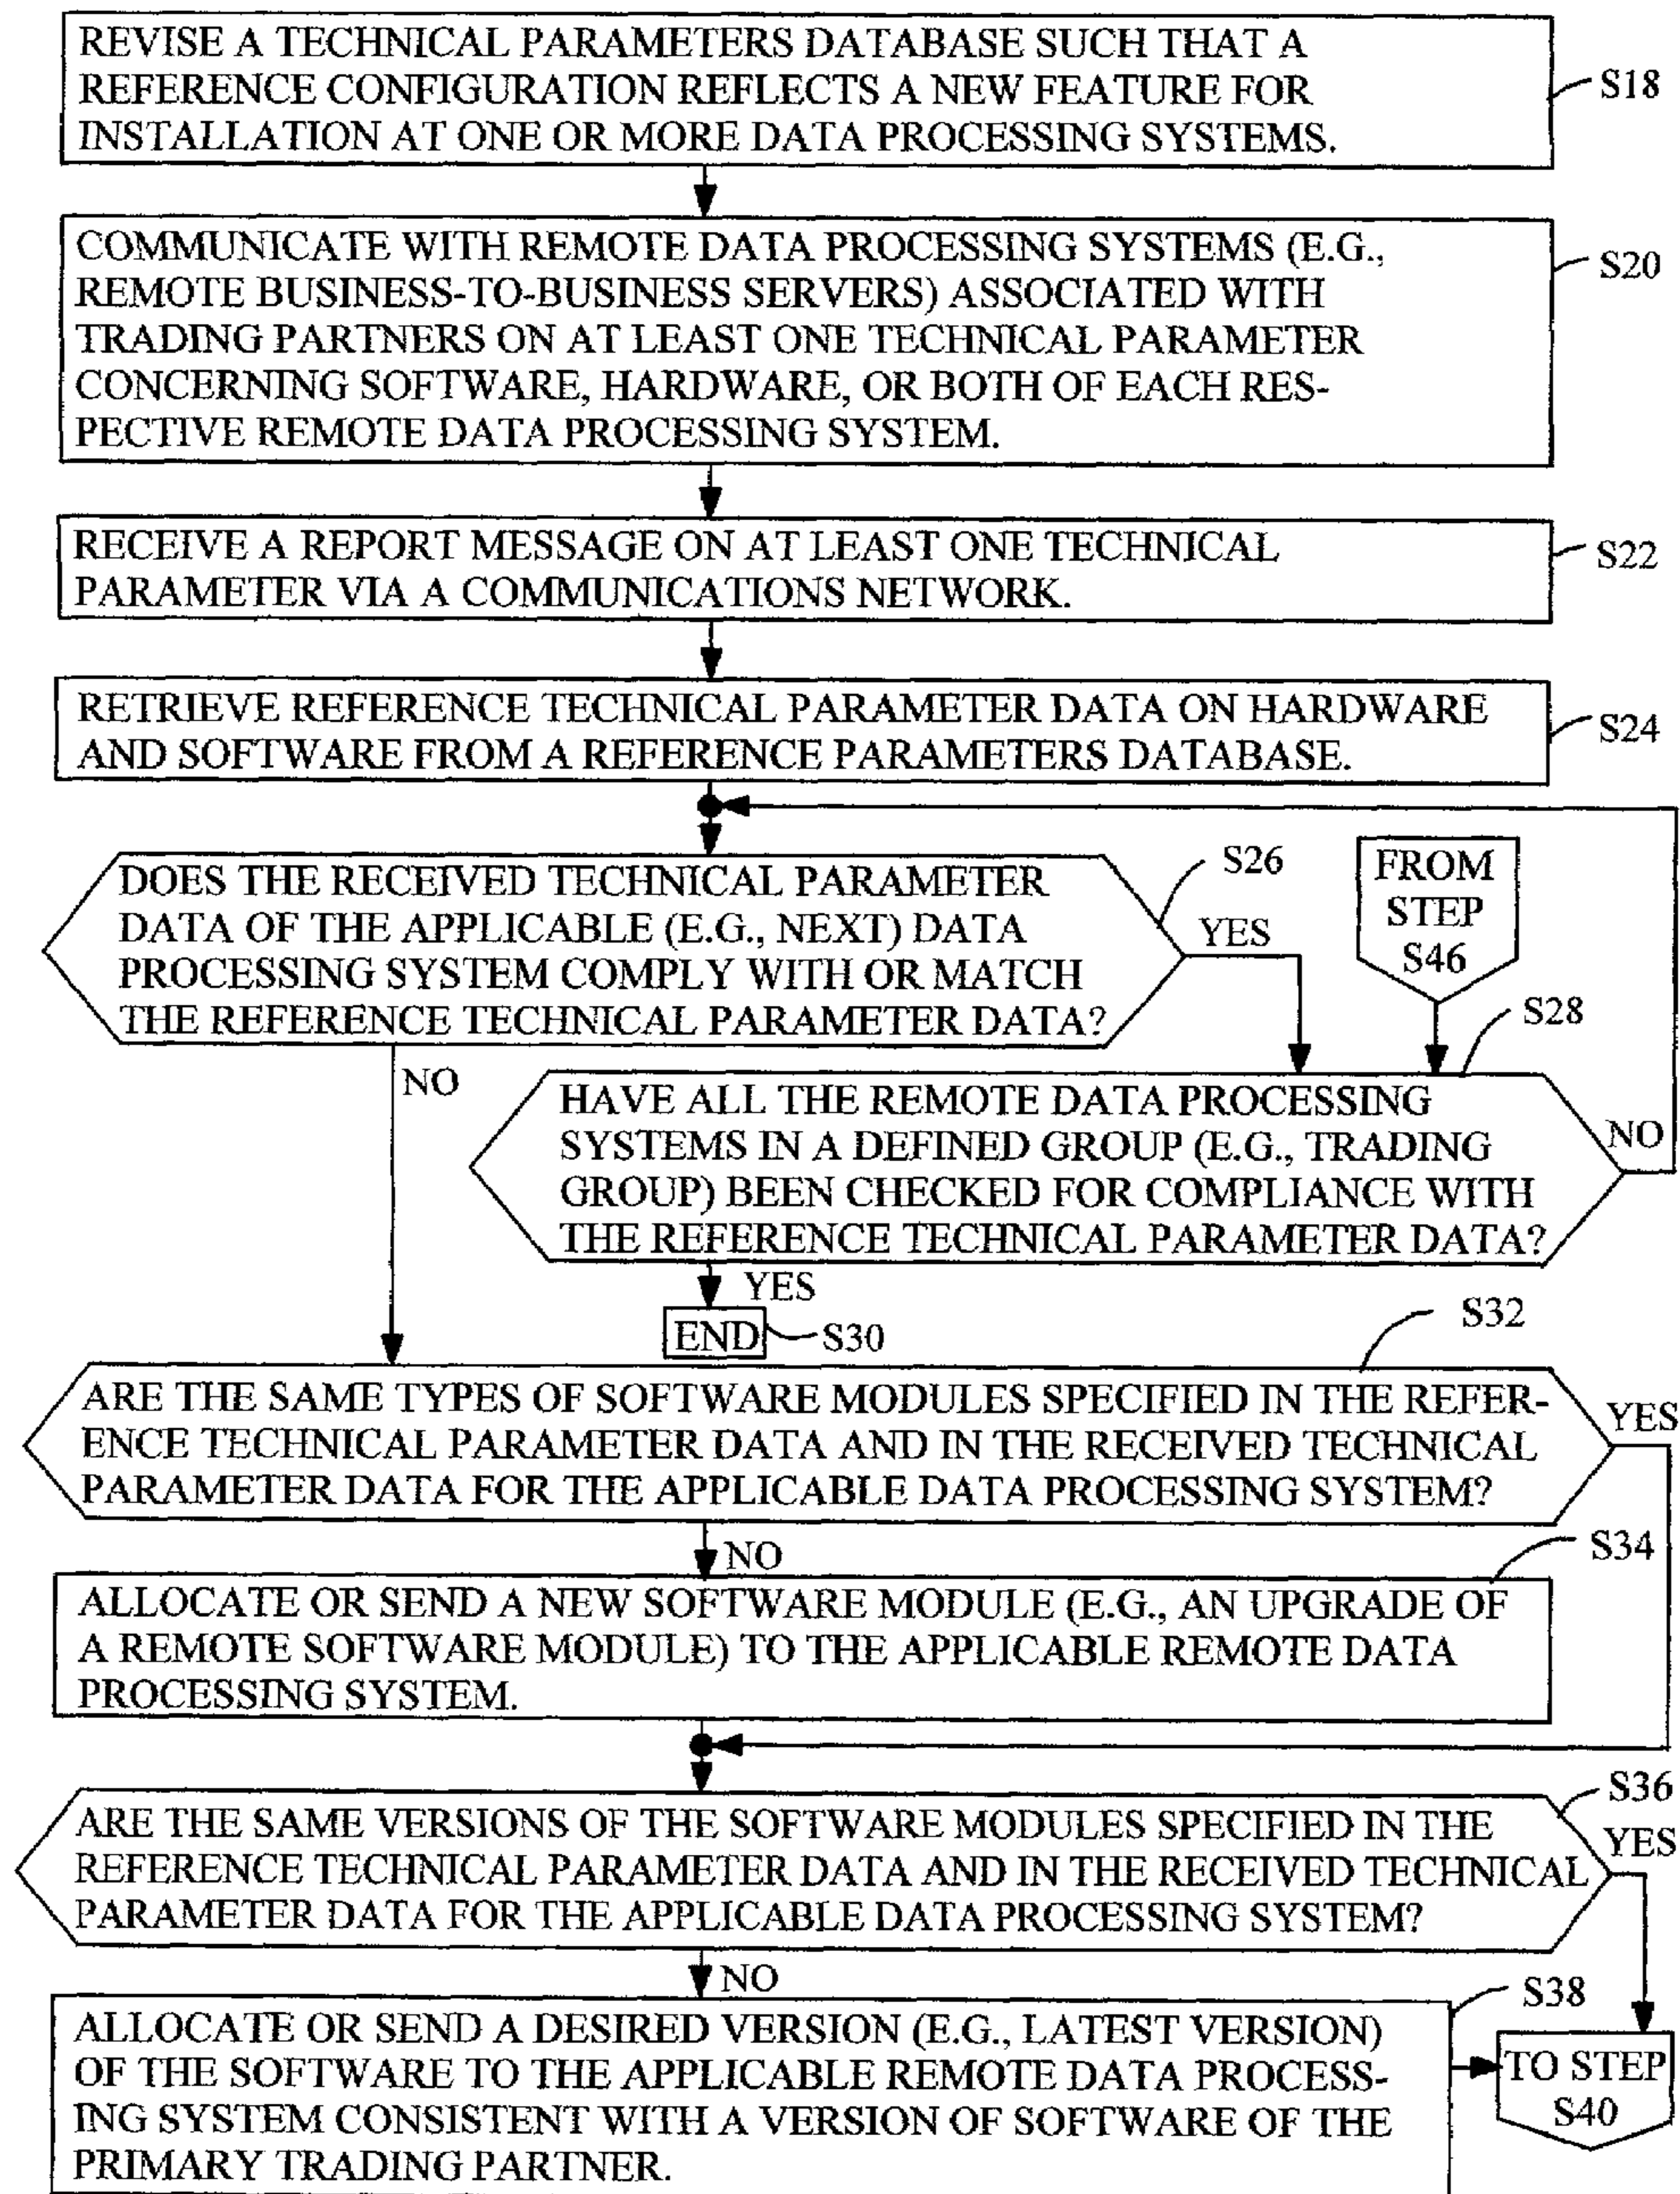 REVISE A TECHNICAL PARAMETERS DATABASE SUCH THAT A
REFERENCE CONFIGURATION REFLECTS A NEW FEATURE FOR
INSTALLATION AT ONE OR MORE DATA PROCESSING SYSTEMS.
S18
COMMUNICATE WITH REMOTE DATA PROCESSING SYSTEMS (E.G.,
REMOTE BUSINESS-TO-BUSINESS SERVERS) ASSOCIATED WITH
TRADING PARTNERS ON AT LEAST ONE TECHNICAL PARAMETER
CONCERNING SOFTWARE, HARDWARE, OR BOTH OF EACH RES-
PECTIVE REMOTE DATA PROCESSING SYSTEM.
S20
RECEIVE A REPORT MESSAGE ON AT LEAST ONE TECHNICAL
PARAMETER VIA A COMMUNICATIONS NETWORK.
S22
RETRIEVE REFERENCE TECHNICAL PARAMETER DATA ON HARDWARE
AND SOFTWARE FROM A REFERENCE PARAMETERS DATABASE.
S24
DOES THE RECEIVED TECHNICAL PARAMETER
DATA OF THE APPLICABLE (E.G., NEXT) DATA
PROCESSING SYSTEM COMPLY WITH OR MATCH
THE REFERENCE TECHNICAL PARAMETER DATA?
S26
YES
FROM
STEP
S46
NO
S28
HAVE ALL THE REMOTE DATA PROCESSING
SYSTEMS IN A DEFINED GROUP (E.G., TRADING
GROUP) BEEN CHECKED FOR COMPLIANCE WITH
THE REFERENCE TECHNICAL PARAMETER DATA?
NO
YES
END
S30
S32
ARE THE SAME TYPES OF SOFTWARE MODULES SPECIFIED IN THE REFER-
ENCE TECHNICAL PARAMETER DATA AND IN THE RECEIVED TECHNICAL
PARAMETER DATA FOR THE APPLICABLE DATA PROCESSING SYSTEM?
YES
NO
S34
ALLOCATE OR SEND A NEW SOFTWARE MODULE (E.G., AN UPGRADE OF
A REMOTE SOFTWARE MODULE) TO THE APPLICABLE REMOTE DATA
PROCESSING SYSTEM.
S36
ARE THE SAME VERSIONS OF THE SOFTWARE MODULES SPECIFIED IN THE
REFERENCE TECHNICAL PARAMETER DATA AND IN THE RECEIVED TECHNICAL
PARAMETER DATA FOR THE APPLICABLE DATA PROCESSING SYSTEM?
YES
NO
S38
ALLOCATE OR SEND A DESIRED VERSION (E.G., LATEST VERSION)
OF THE SOFTWARE TO THE APPLICABLE REMOTE DATA PROCESS-
ING SYSTEM CONSISTENT WITH A VERSION OF SOFTWARE OF THE
PRIMARY TRADING PARTNER.
TO STEP
S40